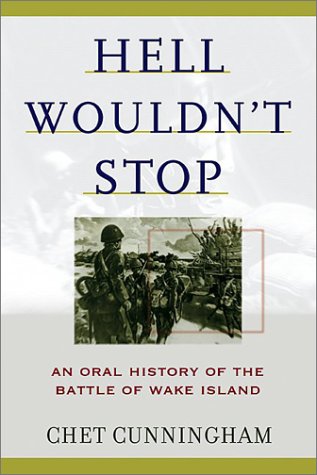 HELL
WOULDN'T
STOP
AN ORAL HISTORY OF THE
BATTLE OF WAKE ISLAND
CHET CUNNINGHAM